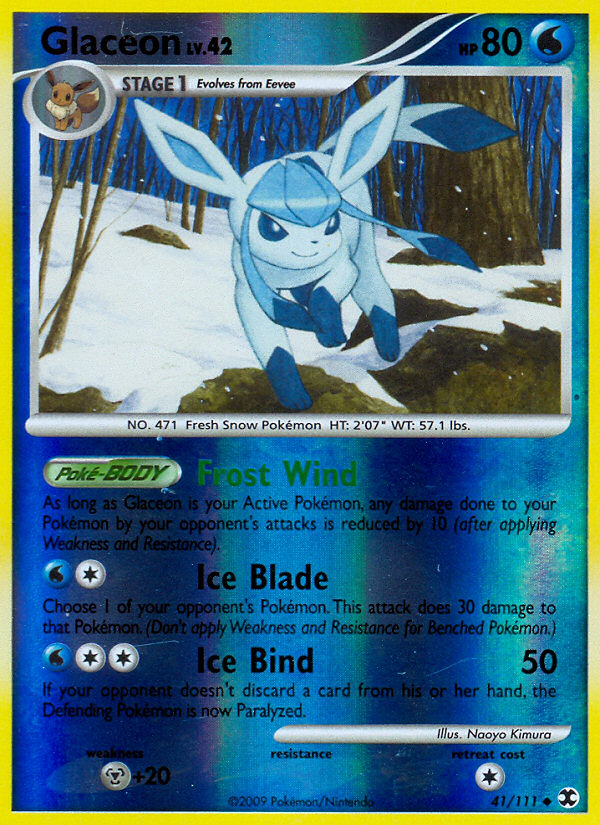 Glaceon LV.42 HP 80
STAGE 1 Evolves from Eevee
NO. 471 Fresh Snow Pokémon HT: 2'07" WT: 57.1 lbs.
Poké-BODY Frost Wind
As long as Glaceon is your Active Pokémon, any damage done to your
Pokémon by your opponent's attacks is reduced by 10 (after applying
Weakness and Resistance).
Ice Blade
Choose 1 of your opponent's Pokémon. This attack does 30 damage to
that Pokémon. (Don't apply Weakness and Resistance for Benched Pokémon.)
Ice Bind 50
If your opponent doesn't discard a card from his or her hand, the
Defending Pokémon is now Paralyzed.
Illus. Naoyo Kimura
weakness resistance retreat cost
+20
©2009 Pokémon/Nintendo 41/111